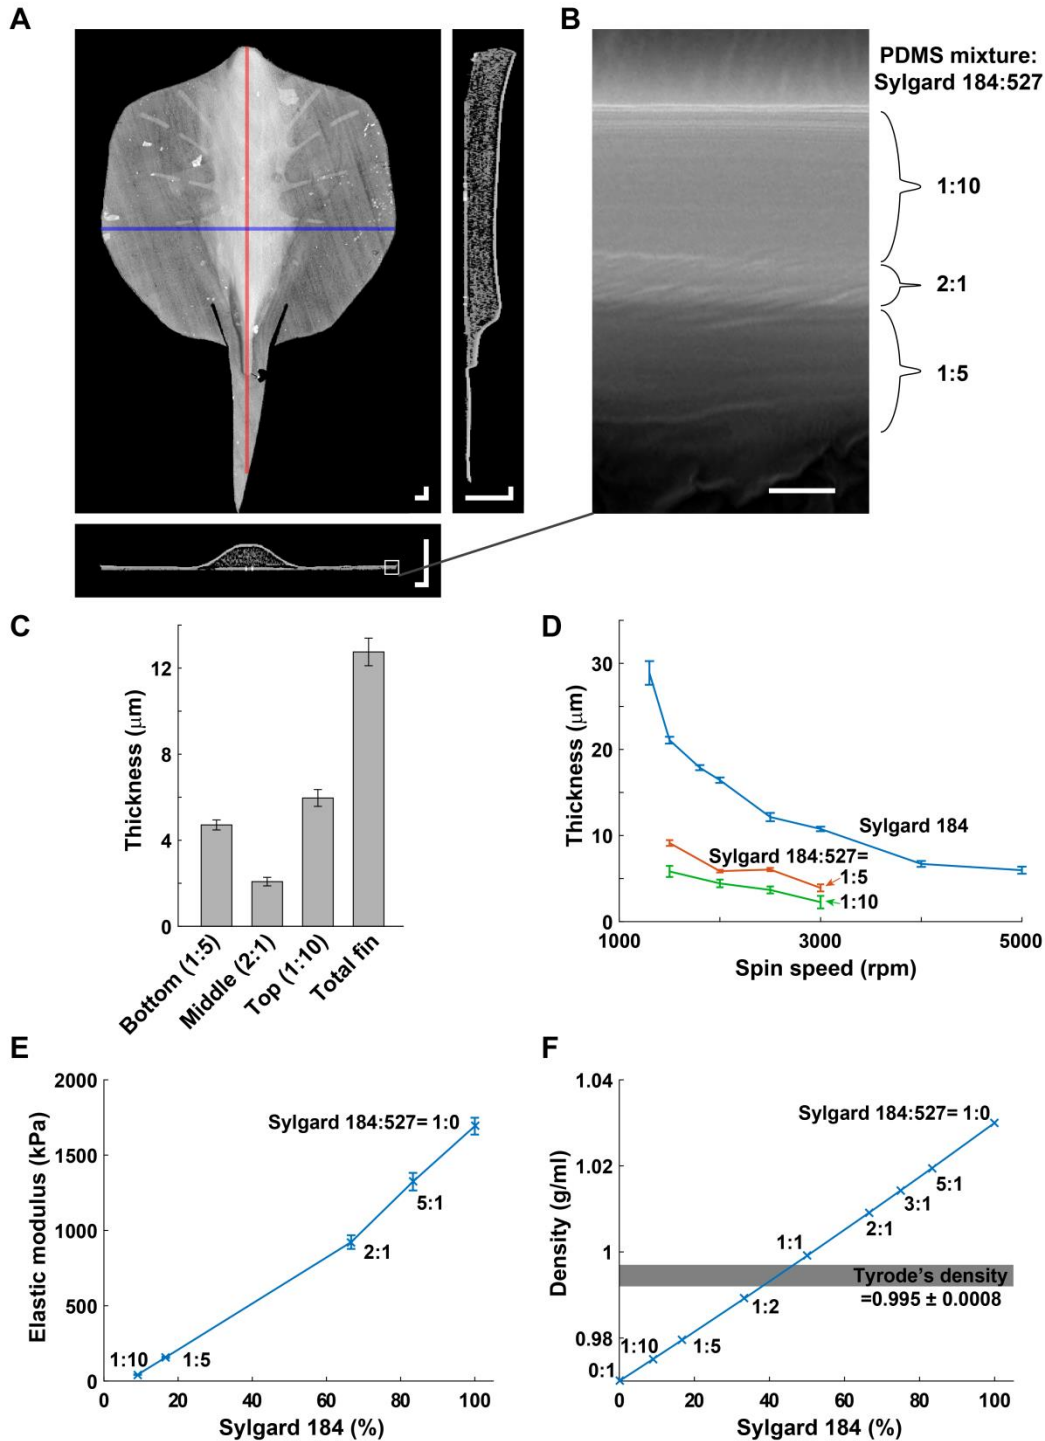 A
B
PDMS mixture:
Sylgard 184:527
1:10
2:1
1:5
C
Thickness (μm)
12
8
4
0
Bottom (1:5)
Middle (2:1)
Top (1:10)
Total fin
D
Thickness (μm)
30
20
10
0
Sylgard 184
Sylgard 184:527=
1:5
1:10
1000
3000
5000
Spin speed (rpm)
E
Elastic modulus (kPa)
2000
1500
1000
500
0
Sylgard 184:527= 1:0
5:1
2:1
1:10
1:5
0
20
40
60
80
100
Sylgard 184 (%)
F
Density (g/ml)
1.04
1.02
1
0.98
Sylgard 184:527= 1:0
5:1
3:1
2:1
1:1
Tyrode's density
=0.995 ± 0.0008
1:2
1:10
1:5
0:1
0
20
40
60
80
100
Sylgard 184 (%)